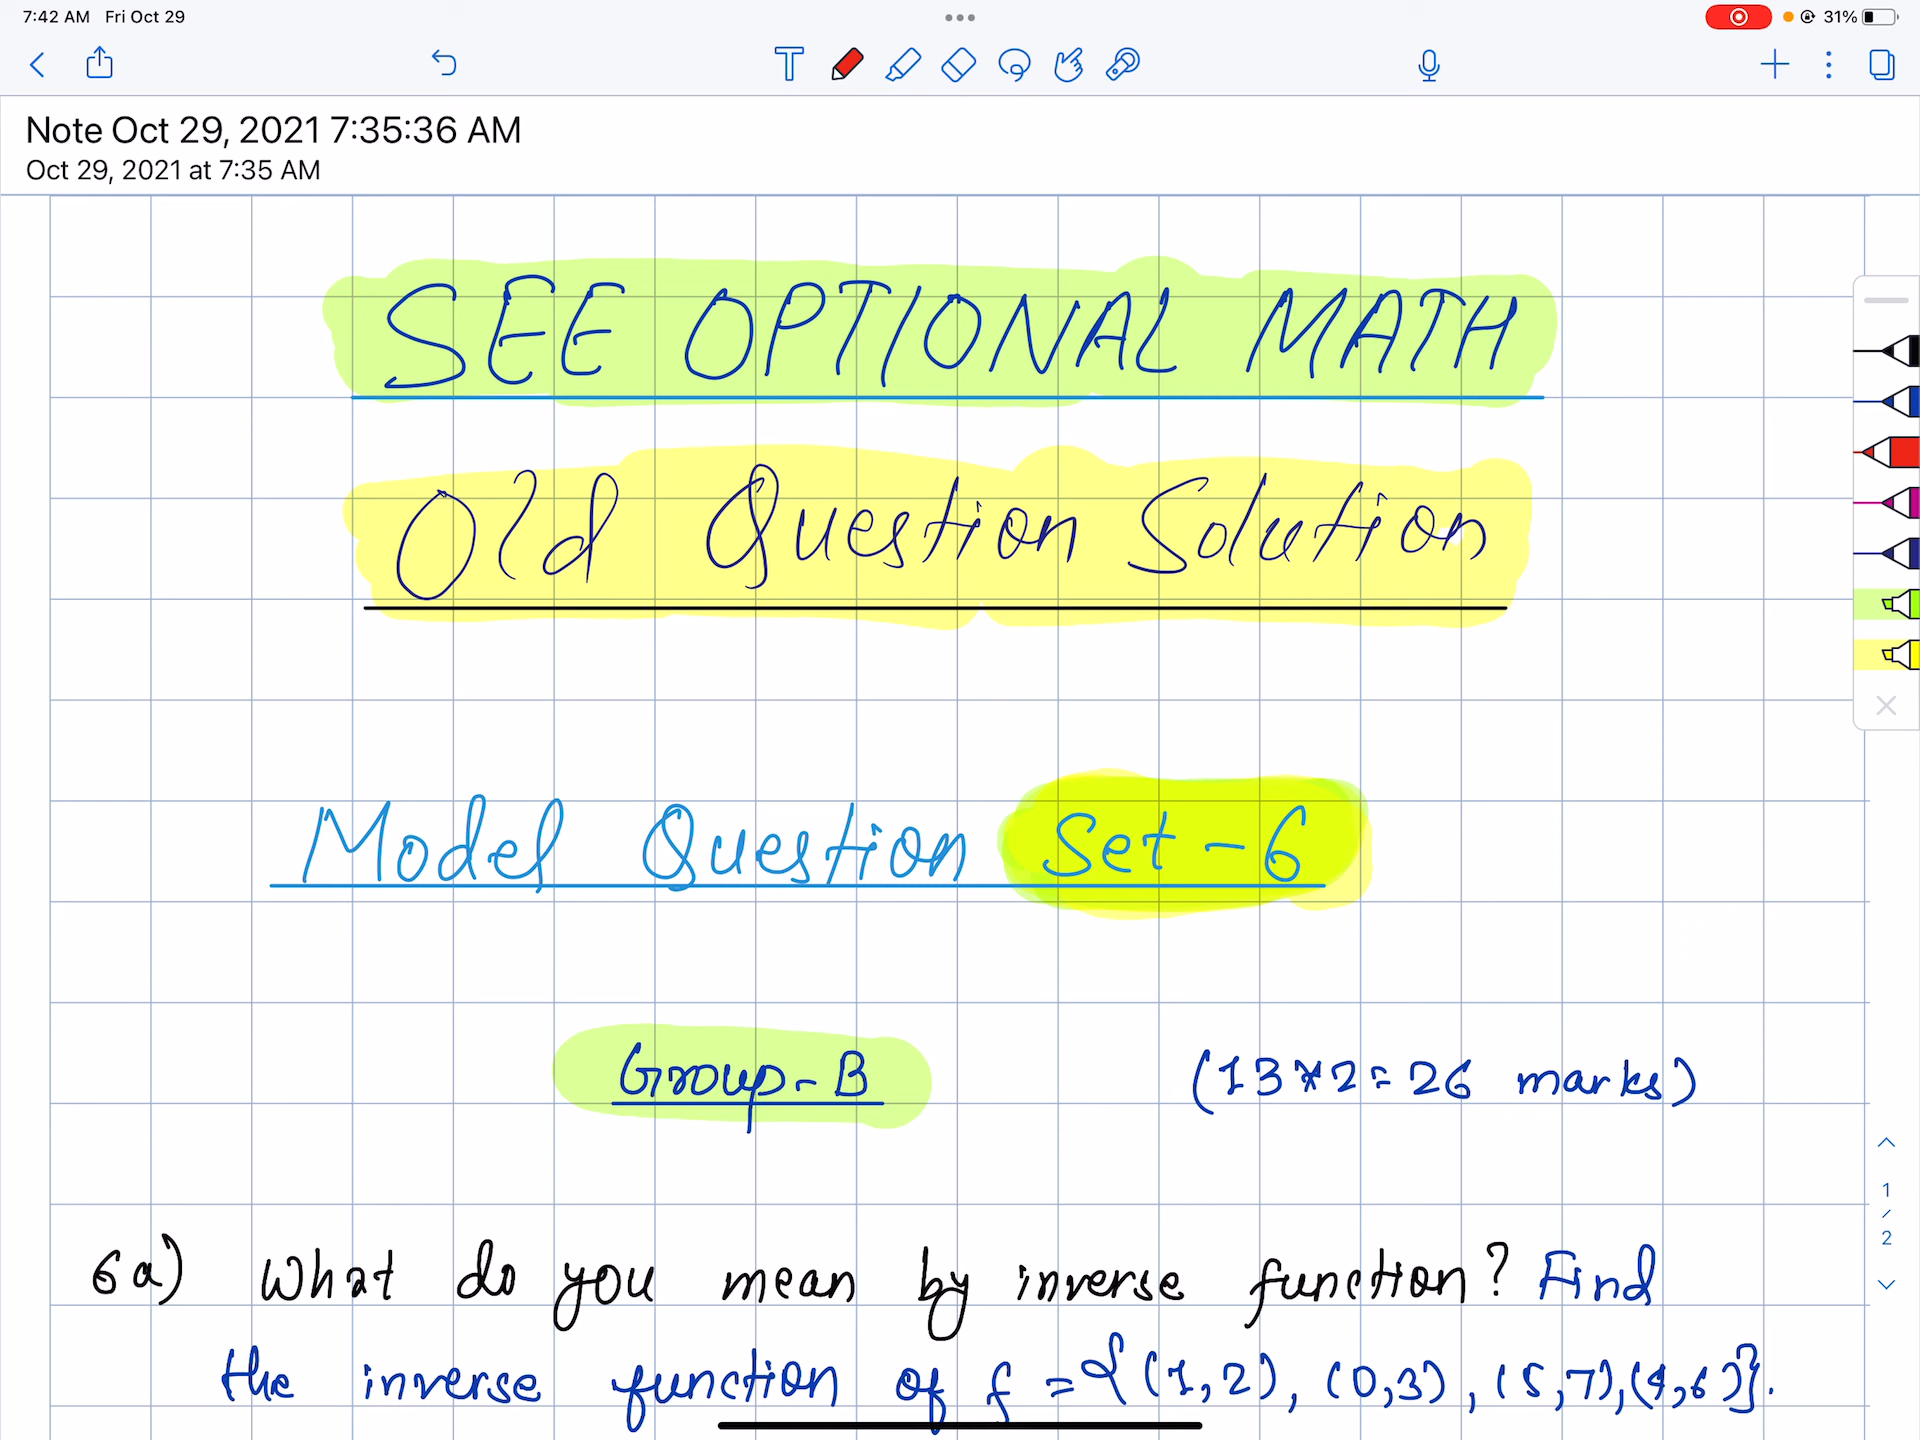 7:42 AM Fri Oct 29
31%
Note Oct 29, 2021 7:35:36 AM
Oct 29, 2021 at 7:35 AM
SEE OPTIONAL MATH
Old Question Solution
Model Question Set - 6
Group - B (13*2=26 marks)
1
/
2
6a) What do you mean by inverse function? Find
the inverse function of f = {(1,2), (0,3), (5,7),(4,6)}.